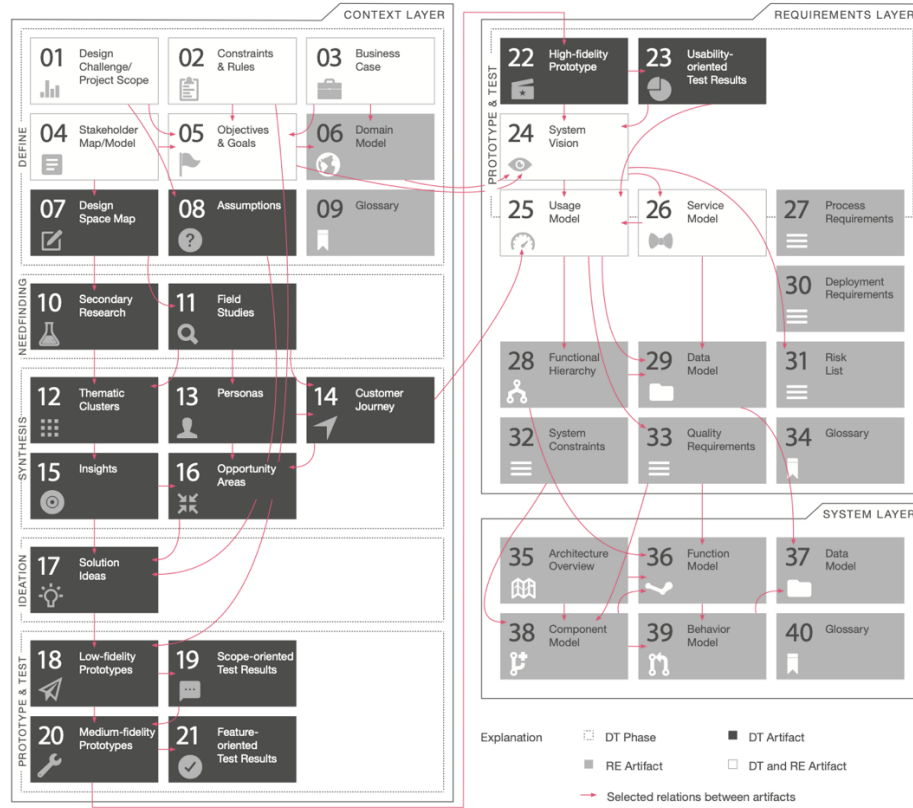 CONTEXT LAYER
DEFINE
01
Design
Challenge/
Project Scope
02
Constraints
& Rules
03
Business
Case
04
Stakeholder
Map/Model
05
Objectives
& Goals
06
Domain
Model
07
Design
Space Map
08
Assumptions
09
Glossary
NEEDFINDING
10
Secondary
Research
11
Field
Studies
SYNTHESIS
12
Thematic
Clusters
13
Personas
14
Customer
Journey
15
Insights
16
Opportunity
Areas
IDEATION
17
Solution
Ideas
PROTOTYPE & TEST
18
Low-fidelity
Prototypes
19
Scope-oriented
Test Results
20
Medium-fidelity
Prototypes
21
Feature-
oriented
Test Results
REQUIREMENTS LAYER
PROTOTYPE & TEST
22
High-fidelity
Prototype
23
Usability-
oriented
Test Results
24
System
Vision
25
Usage
Model
26
Service
Model
27
Process
Requirements
30
Deployment
Requirements
28
Functional
Hierarchy
29
Data
Model
31
Risk
List
32
System
Constraints
33
Quality
Requirements
34
Glossary
SYSTEM LAYER
35
Architecture
Overview
36
Function
Model
37
Data
Model
38
Component
Model
39
Behavior
Model
40
Glossary
Explanation
DT Phase
DT Artifact
RE Artifact
DT and RE Artifact
Selected relations between artifacts